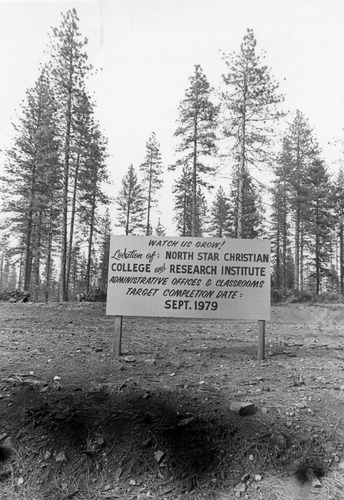 WATCH US GROW!
Location of: NORTH STAR CHRISTIAN
COLLEGE and RESEARCH INSTITUTE
ADMINISTRATIVE OFFICES & CLASSROOMS
TARGET COMPLETION DATE:
SEPT. 1979